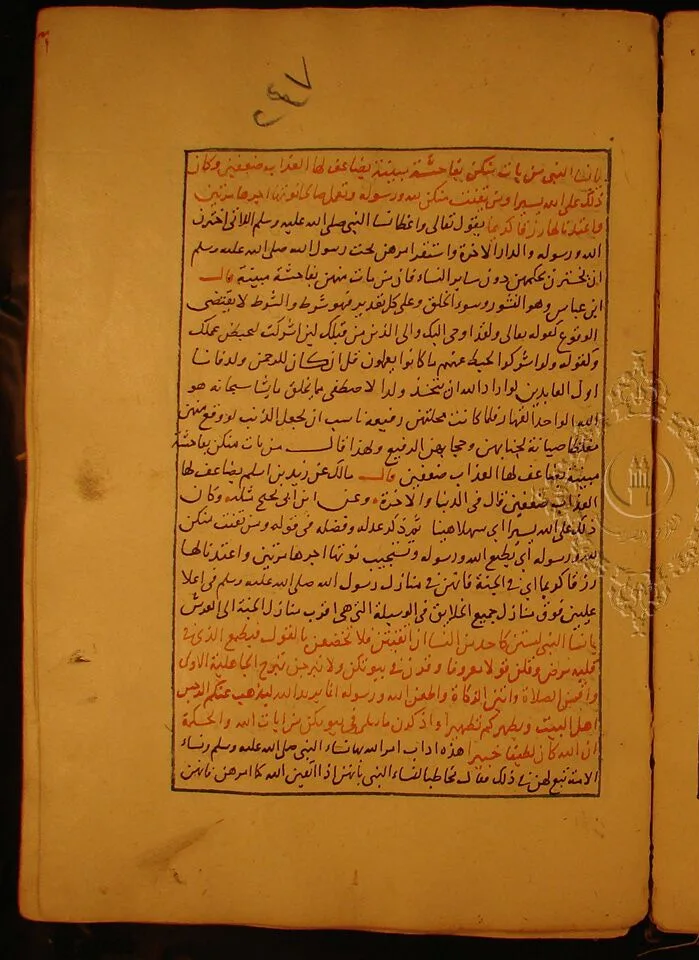 ٢٤٧
يا نسا النبي من يات منكن بفاحشة مبينة يضاعف لها العذاب ضعفين وكان
ذلك على الله يسيرا ومن يقنت منكن لله ورسوله وتعمل صالحا نوتها اجرها مرتين
واعتدنا لها رزقا كريما يقول تعالى واعظا نسا النبي صلى الله عليه وسلم اللاتي اخترن
الله ورسوله والدار الاخرة واستقر امرهن تحت رسول الله صلى الله عليه وسلم
ان يخترن عكمهن دون ساير النساء فان من يات منهن بفاحشة مبينة قال
ابن عباس وهو النشوز وسوء الخلق وعلى كل تقدير فهو شرط والشرط لا يقتضي
الوقوع كقوله تعالى ولقد اوحي اليك والى الذين من قبلك لين اشركت ليحبطن عملك
وكقوله ولو اشركوا لحبط عنهم ما كانوا يعملون قل ان كان للرحمن ولد فانا
اول العابدين لو اراد الله ان يتخذ ولدا لاصطفى مما يخلق ما يشا سبحانه هو
الله الواحد القهار فلما كانت محلتهن رفيعة ناسب ان يجعل الذنب لو وقع منهن
مغلظا صيانة لجنابهن وحجابهن الرفيع ولهذا قال من يات منكن بفاحشة
مبينة يضاعف لها العذاب ضعفين قال مالك عن زيد بن اسلم يضاعف لها
العذاب ضعفين قال في الدنيا والاخرة وعن ابن ابي نجيح مثله وكان
ذلك على الله يسيرا اي سهلا هينا ثم ذكر عدله وفضله في قوله ومن يقنت منكن
لله ورسوله اي يطع الله ورسوله وتستجيب نوتها اجرها مرتين واعتدنا لها
رزقا كريما اي في الجنة فانهن في منازل رسول الله صلى الله عليه وسلم في اعلا
عليين فوق منازل جميع الخلايق في الوسيلة التي هي اقرب منازل الجنة الى العرش
يا نسا النبي لستن كاحد من النسا ان اتقيتن فلا تخضعن بالقول فيطمع الذي في
قلبه مرض وقلن قولا معروفا وقرن في بيوتكن ولا تبرجن تبرج الجاهلية الاولى
واقمن الصلاة واتين الزكاة واطعن الله ورسوله انما يريد الله ليذهب عنكم الرجس
اهل البيت ويطهركم تطهيرا واذكرن ما يتلى في بيوتكن من ايات الله والحكمة
ان الله كان لطيفا خبيرا هذه اداب امر الله بها نساء النبي صلى الله عليه وسلم ونساء
الامة تبع لهن في ذلك فقال مخاطبا لنساء النبي بانهن اذا اتقين الله كما امرهن فانهن